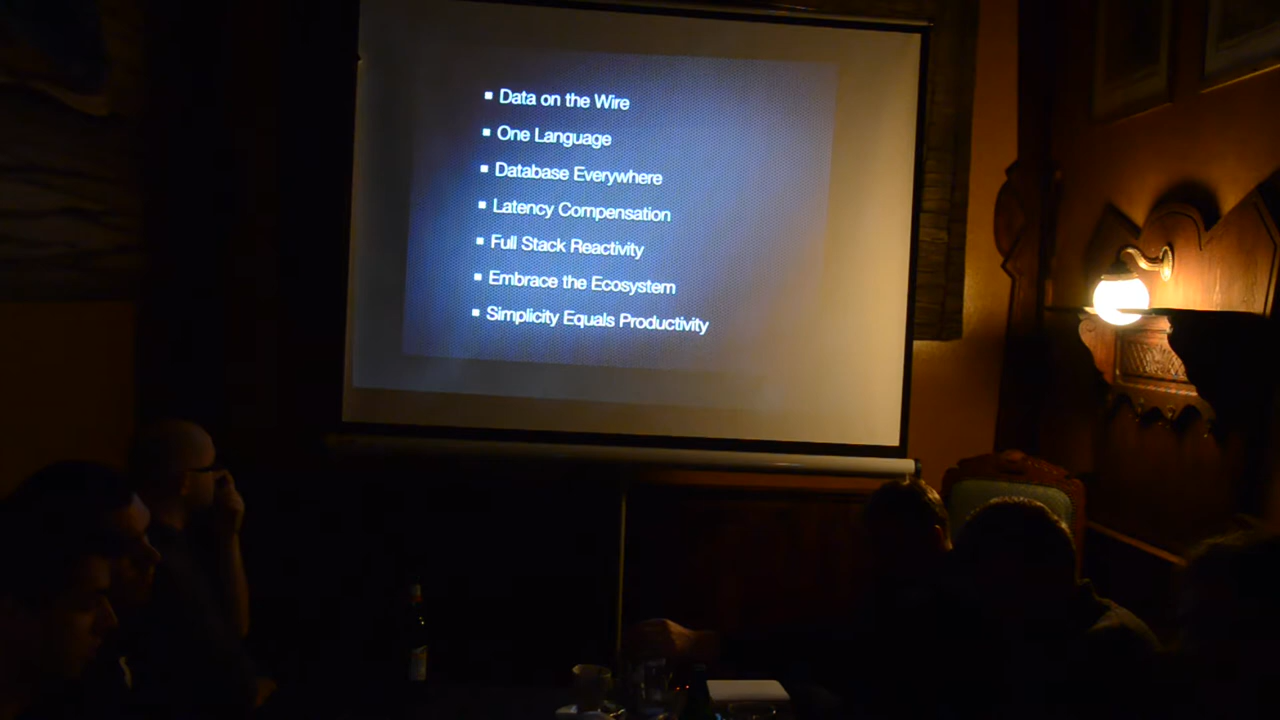 Data on the Wire
One Language
Database Everywhere
Latency Compensation
Full Stack Reactivity
Embrace the Ecosystem
Simplicity Equals Productivity